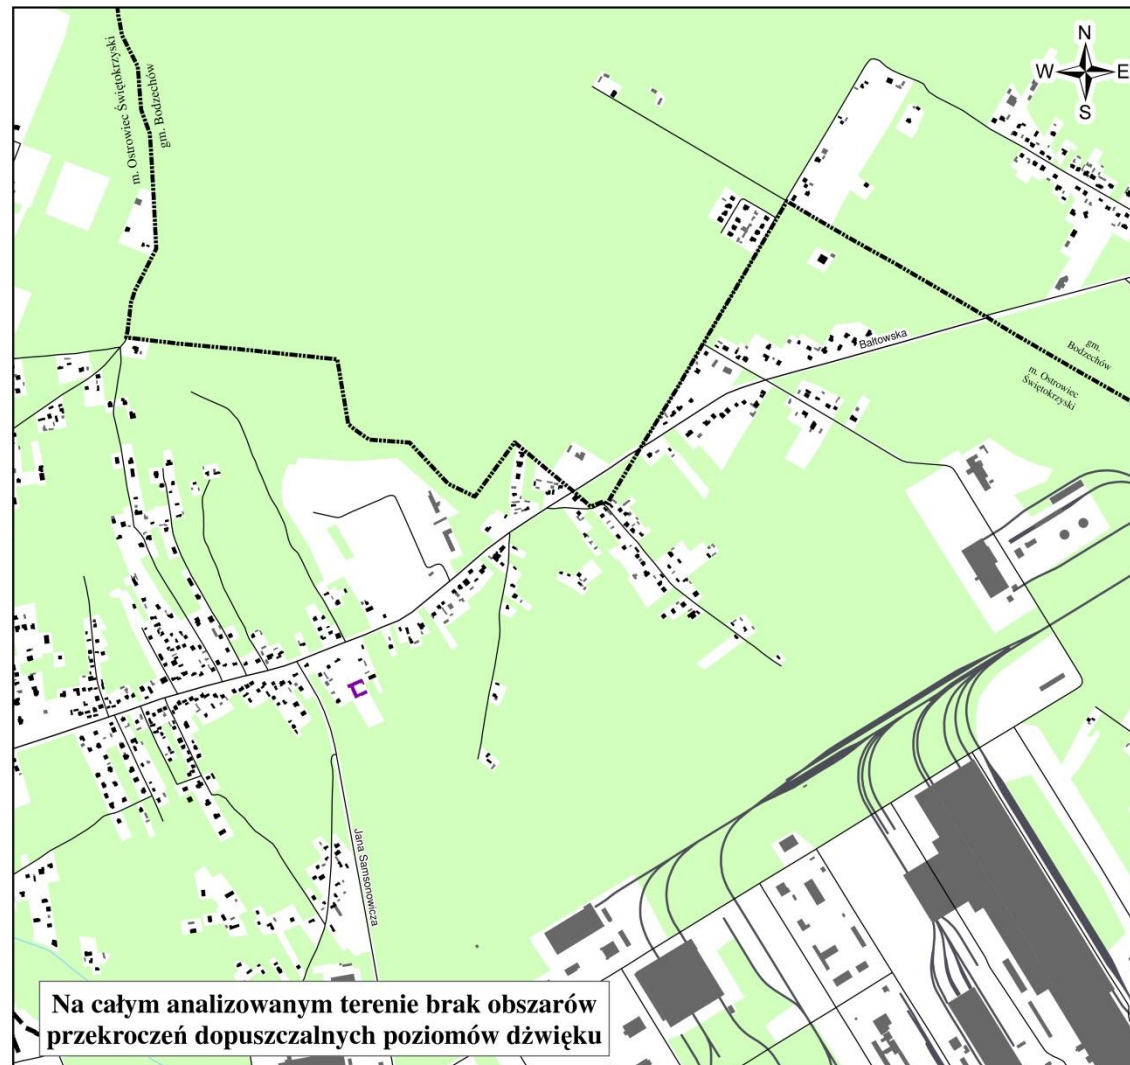 m. Ostrowiec Świętokrzyski
gm. Bodzechów
N
W
E
S
Bałtowska
gm.
Bodzechów
m. Ostrowiec
Świętokrzyski
Jana Samsonowicza
Na całym analizowanym terenie brak obszarów
przekroczeń dopuszczalnych poziomów dżwięku